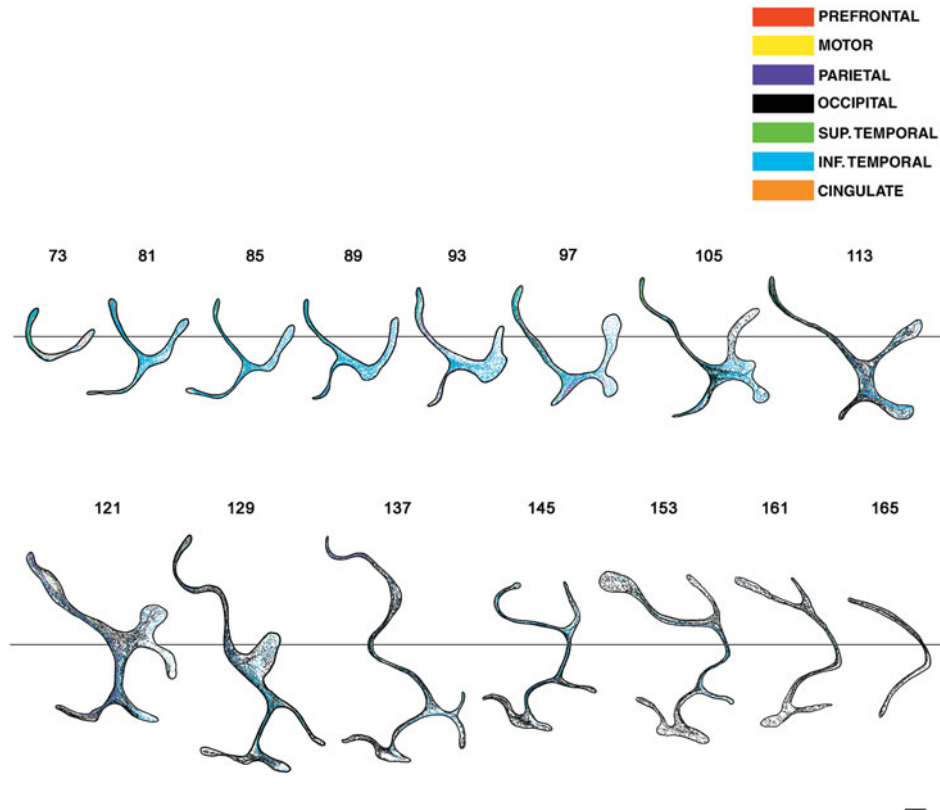 PREFRONTAL
MOTOR
PARIETAL
OCCIPITAL
SUP. TEMPORAL
INF. TEMPORAL
CINGULATE
73 81 85 89 93 97 105 113
121 129 137 145 153 161 165